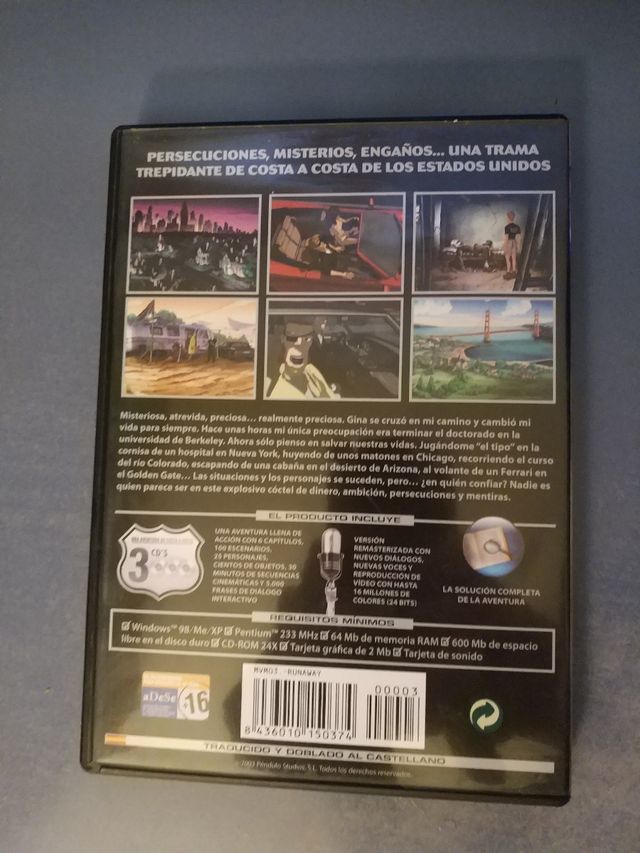 PERSECUCIONES, MISTERIOS, ENGAÑOS... UNA TRAMA
TREPIDANTE DE COSTA A COSTA DE LOS ESTADOS UNIDOS
Misteriosa, atrevida, preciosa... realmente preciosa. Gina se cruzó en mi camino y cambió mi
vida para siempre. Hace unas horas mi única preocupación era terminar el doctorado en la
universidad de Berkeley. Ahora sólo pienso en salvar nuestras vidas. Jugándome "el tipo" en la
cornisa de un hospital en Nueva York, huyendo de unos matones en Chicago, recorriendo el curso
del río Colorado, escapando de una cabaña en el desierto de Arizona, al volante de un Ferrari en
el Golden Gate... Las situaciones y los personajes se suceden, pero... ¿en quién confiar? Nadie es
quien parece ser en este explosivo cóctel de dinero, ambición, persecuciones y mentiras.
EL PRODUCTO INCLUYE
UNA AVENTURA DE COSTA A COSTA
3 CD'S
UNA AVENTURA LLENA DE
ACCIÓN CON 6 CAPÍTULOS,
100 ESCENARIOS,
25 PERSONAJES,
CIENTOS DE OBJETOS, 30
MINUTOS DE SECUENCIAS
CINEMÁTICAS Y 5.000
FRASES DE DIÁLOGO
INTERACTIVO
VERSIÓN
REMASTERIZADA CON
NUEVOS DIÁLOGOS,
NUEVAS VOCES Y
REPRODUCCIÓN DE
VÍDEO CON HASTA
16 MILLONES DE
COLORES (24 BITS)
LA SOLUCIÓN COMPLETA
DE LA AVENTURA
REQUISITOS MÍNIMOS
Windows™ 98/Me/XP Pentium™ 233 MHz 64 Mb de memoria RAM 600 Mb de espacio
libre en el disco duro CD-ROM 24X Tarjeta gráfica de 2 Mb Tarjeta de sonido
aDeSe
+16
MVM03.-RUNAWAY
00003
8 436010 150374
TRADUCIDO Y DOBLADO AL CASTELLANO
2003 Péndulo Studios, S.L. Todos los derechos reservados.